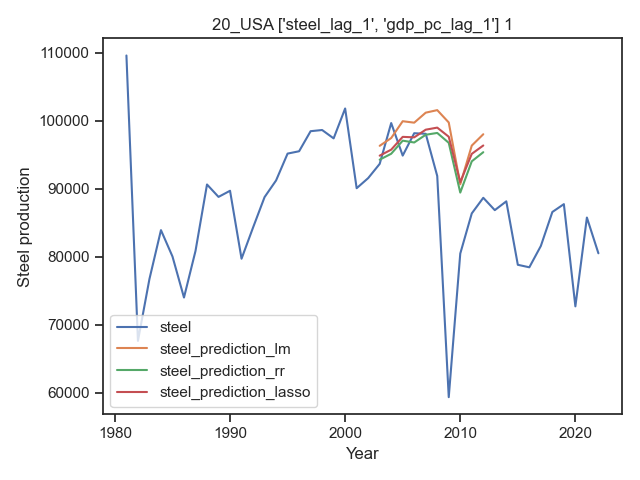 20_USA ['steel_lag_1', 'gdp_pc_lag_1'] 1
110000
100000
90000
80000
70000
60000
Steel production
steel
steel_prediction_lm
steel_prediction_rr
steel_prediction_lasso
1980
1990
2000
2010
2020
Year